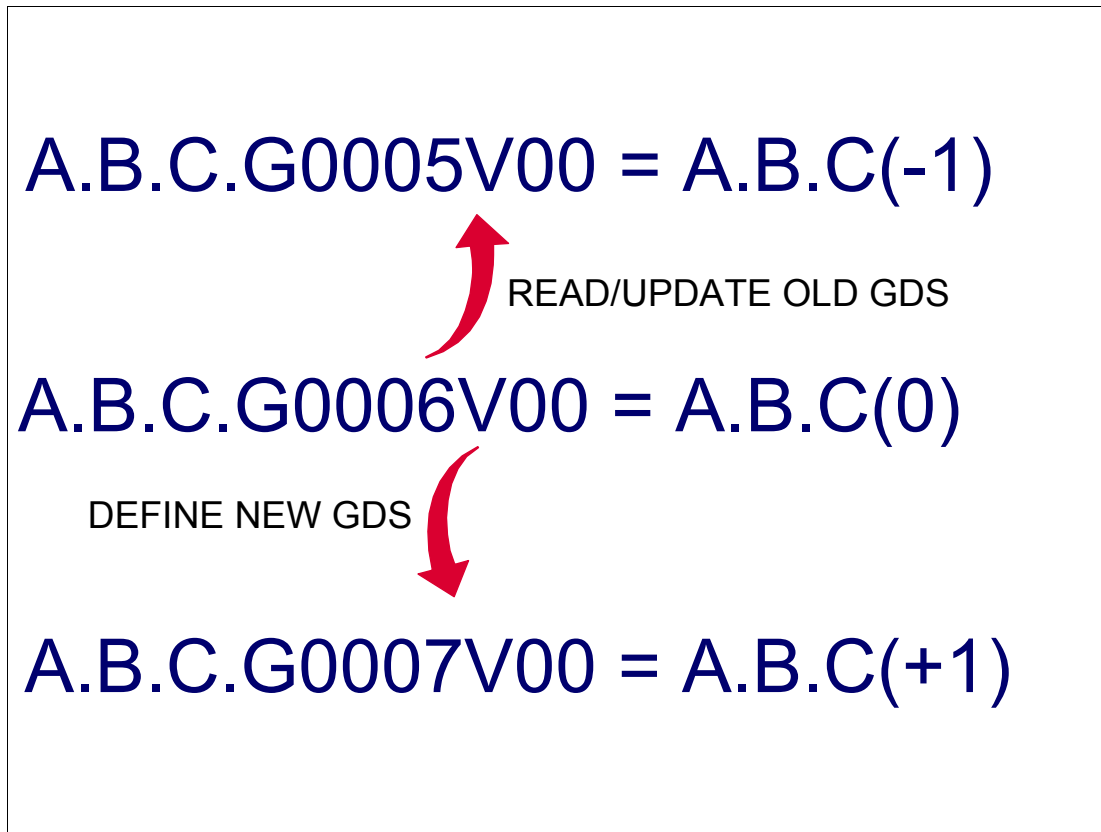 A.B.C.G0005V00 = A.B.C(-1)
READ/UPDATE OLD GDS
A.B.C.G0006V00 = A.B.C(0)
DEFINE NEW GDS
A.B.C.G0007V00 = A.B.C(+1)